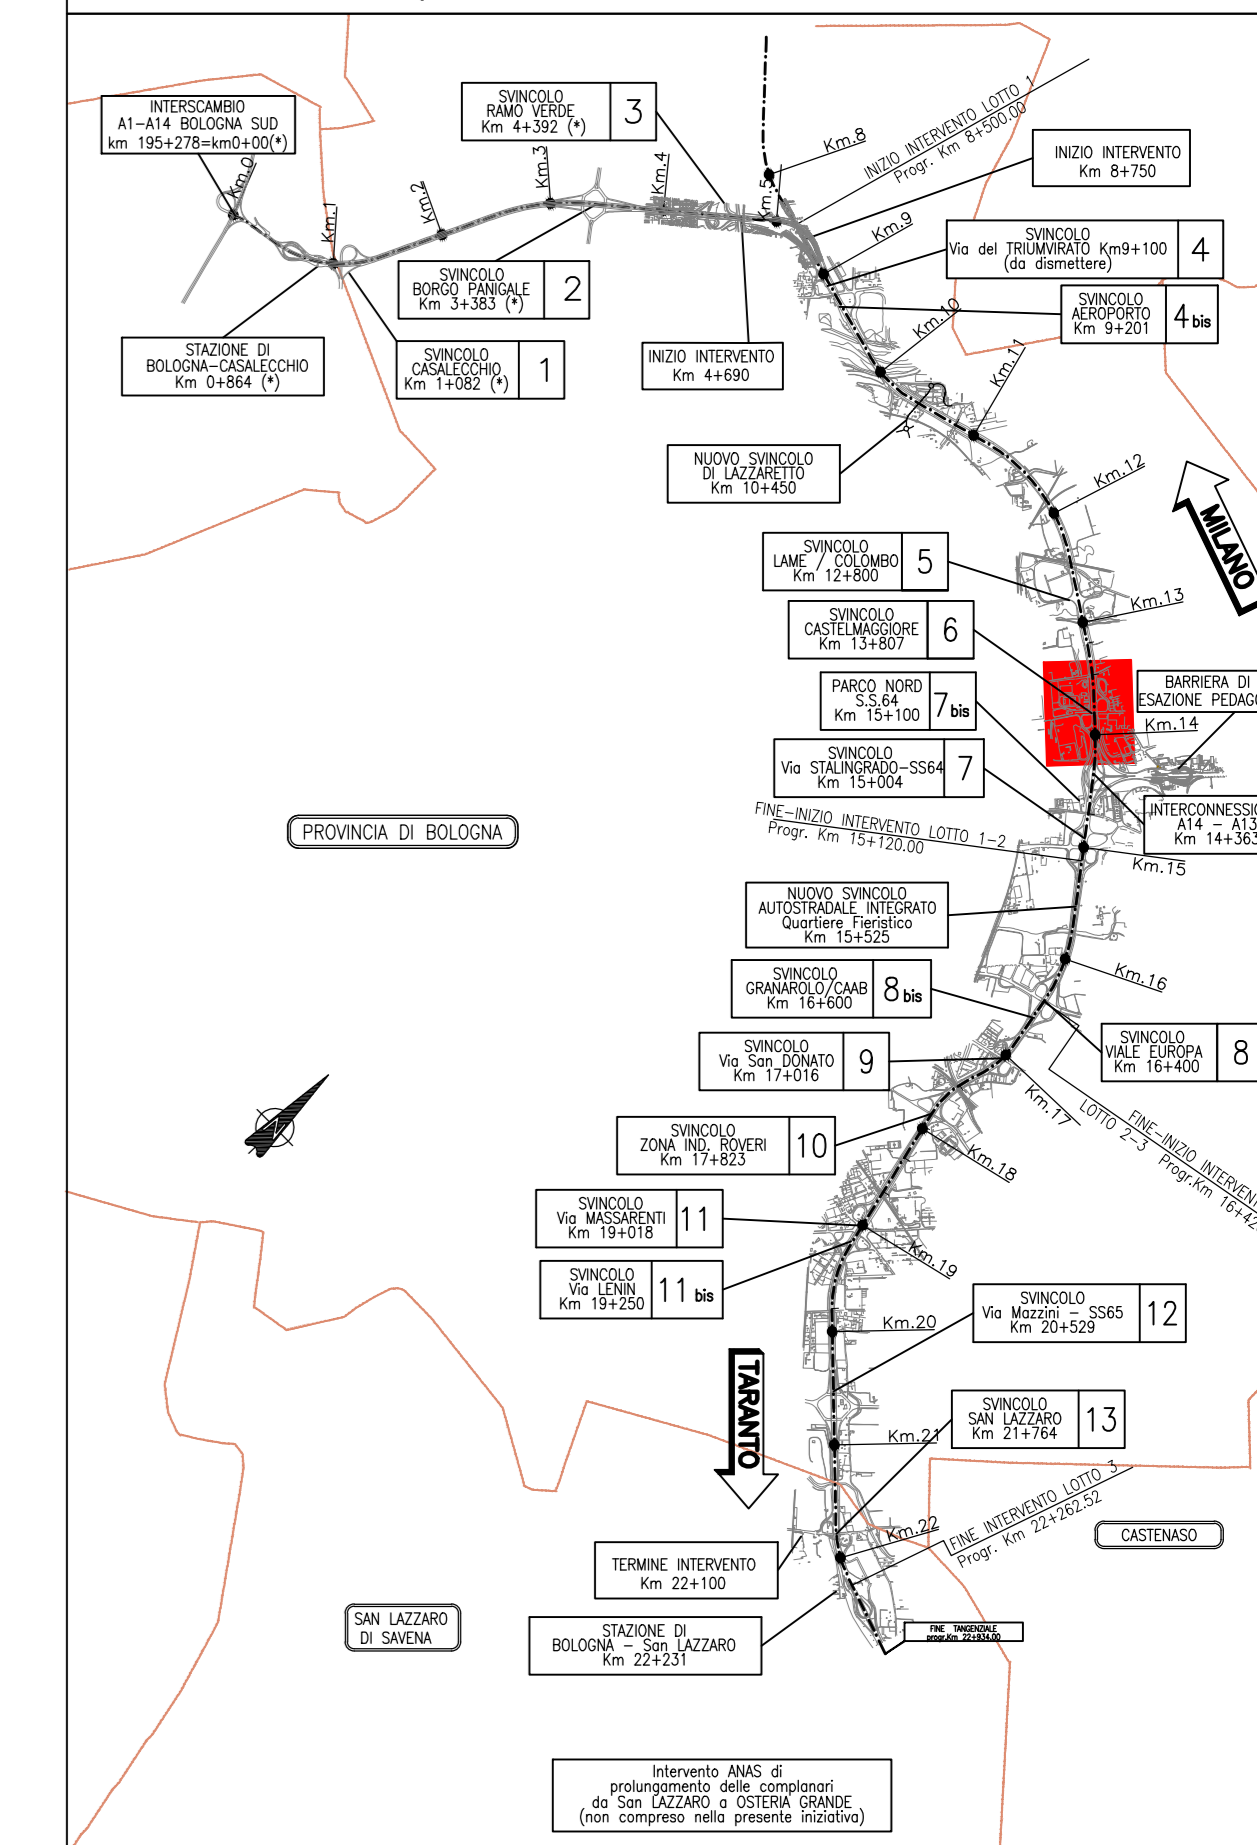 INTERSCAMBIO
A1-A14 BOLOGNA SUD
km 195+278=km0+00(*)
SVINCOLO
RAMO VERDE
Km 4+392 (*)
3
Km.0
Km.1
Km.2
Km.3
Km.4
Km.5
Km.8
INIZIO INTERVENTO LOTTO 1
Progr. Km 8+500.00
INIZIO INTERVENTO
Km 8+750
Km.9
SVINCOLO
Via del TRIUMVIRATO Km9+100
(da dismettere)
4
SVINCOLO
BORGO PANIGALE
Km 3+383 (*)
2
SVINCOLO
AEROPORTO
Km 9+201
4 bis
STAZIONE DI
BOLOGNA-CASALECCHIO
Km 0+864 (*)
SVINCOLO
CASALECCHIO
Km 1+082 (*)
1
INIZIO INTERVENTO
Km 4+690
Km.10
Km.11
NUOVO SVINCOLO
DI LAZZARETTO
Km 10+450
Km.12
MILANO
SVINCOLO
LAME / COLOMBO
Km 12+800
5
Km.13
SVINCOLO
CASTELMAGGIORE
Km 13+807
6
PARCO NORD
S.S.64
Km 15+100
7 bis
BARRIERA DI
ESAZIONE PEDAGG
Km.14
SVINCOLO
Via STALINGRADO-SS64
Km 15+004
7
FINE-INIZIO INTERVENTO LOTTO 1-2
Progr. Km 15+120.00
INTERCONNESSIO
A14 - A13
Km 14+363
PROVINCIA DI BOLOGNA
Km.15
NUOVO SVINCOLO
AUTOSTRADALE INTEGRATO
Quartiere Fieristico
Km 15+525
Km.16
SVINCOLO
GRANAROLO/CAAB
Km 16+600
8 bis
SVINCOLO
VIALE EUROPA
Km 16+400
8
SVINCOLO
Via San DONATO
Km 17+016
9
Km.17
FINE-INIZIO INTERVENT
LOTTO 2-3 Progr.Km 16+42
SVINCOLO
ZONA IND. ROVERI
Km 17+823
10
Km.18
SVINCOLO
Via MASSARENTI
Km 19+018
11
Km.19
SVINCOLO
Via LENIN
Km 19+250
11 bis
SVINCOLO
Via Mazzini - SS65
Km 20+529
12
Km.20
TARANTO
SVINCOLO
SAN LAZZARO
Km 21+764
13
Km.21
FINE INTERVENTO LOTTO 3
Progr. Km 22+262.52
Km.22
CASTENASO
TERMINE INTERVENTO
Km 22+100
SAN LAZZARO
DI SAVENA
STAZIONE DI
BOLOGNA - San LAZZARO
Km 22+231
FINE TANGENZIALE
progr.Km 22+934.00
Intervento ANAS di
prolungamento delle complanari
da San LAZZARO a OSTERIA GRANDE
(non compreso nella presente iniziativa)